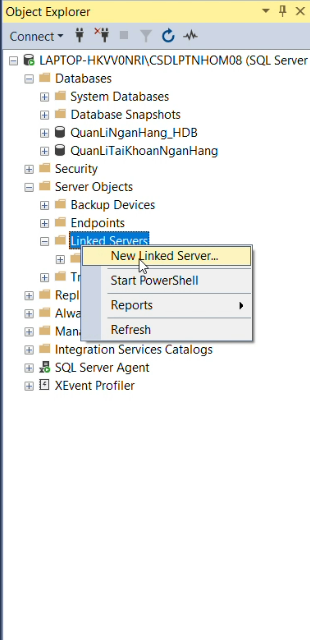 Object Explorer
Connect
LAPTOP-HKVV0NRI\CSDLPTNHOM08 (SQL Server
Databases
System Databases
Database Snapshots
QuanLiNganHang_HDB
QuanLiTaiKhoanNganHang
Security
Server Objects
Backup Devices
Endpoints
Linked Servers
New Linked Server...
Start PowerShell
Reports
Refresh
Tr
Repl
Alwa
Mana
Integration Services Catalogs
SQL Server Agent
XEvent Profiler